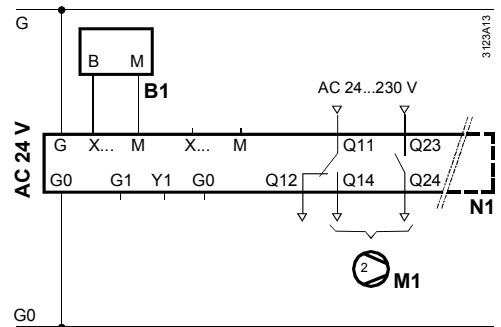 G
3123A13
B M
B1
AC 24...230 V
AC 24 V
G X... M X... M Q11 Q23
G0 G1 Y1 G0 Q12 Q14 Q24
N1
2
M1
G0